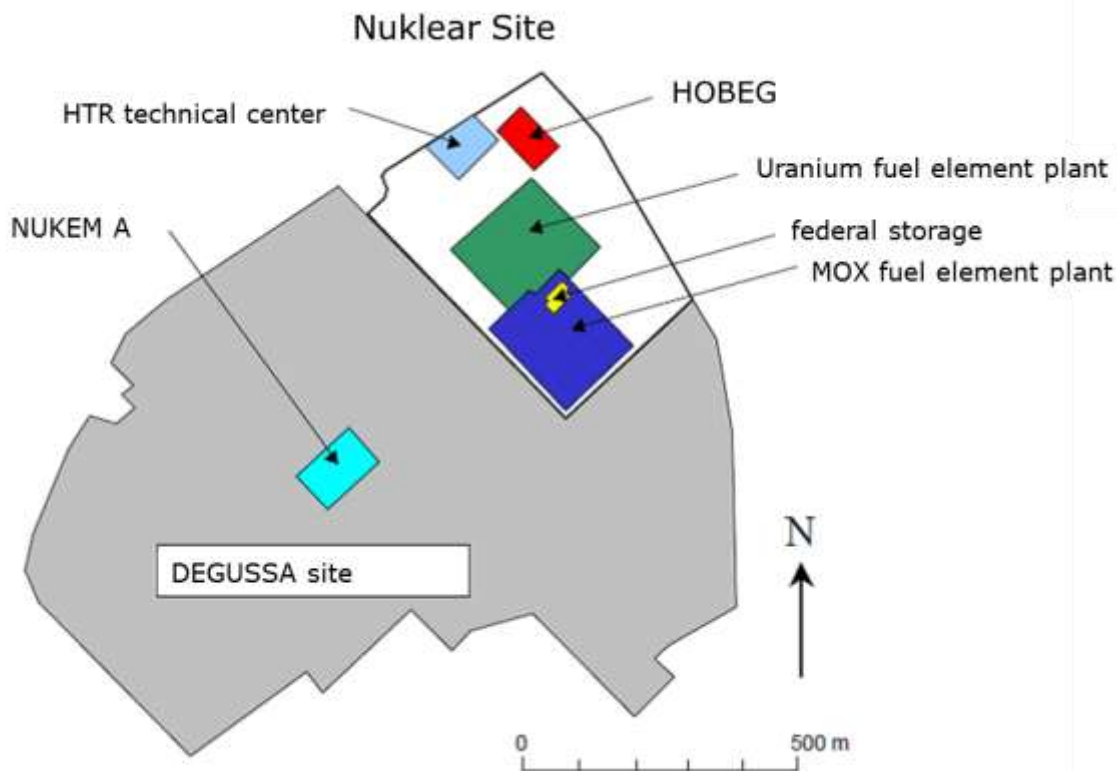 Nuklear Site
HTR technical center
HOBEG
Uranium fuel element plant
NUKEM A
federal storage
MOX fuel element plant
DEGUSSA site
N
0
500 m